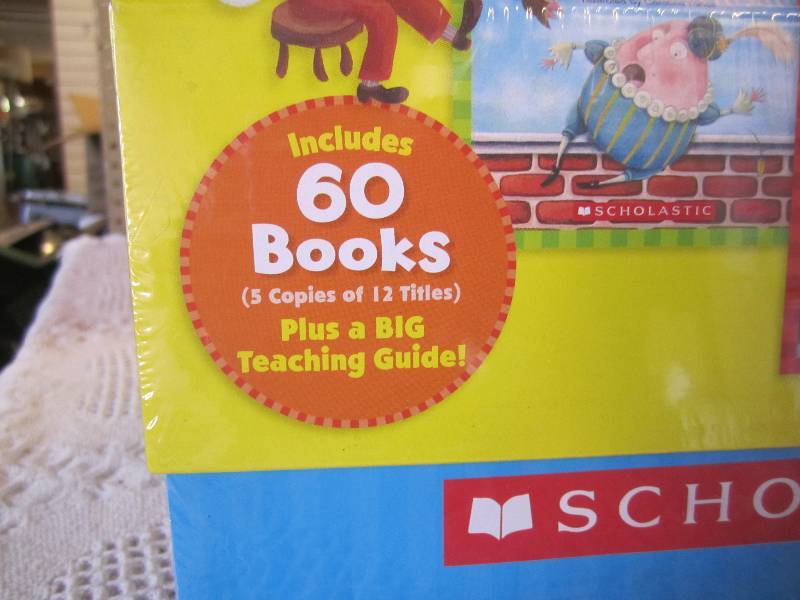 Includes
60
Books
(5 Copies of 12 Titles)
Plus a BIG
Teaching Guide!
SCHOLASTIC
SCHO